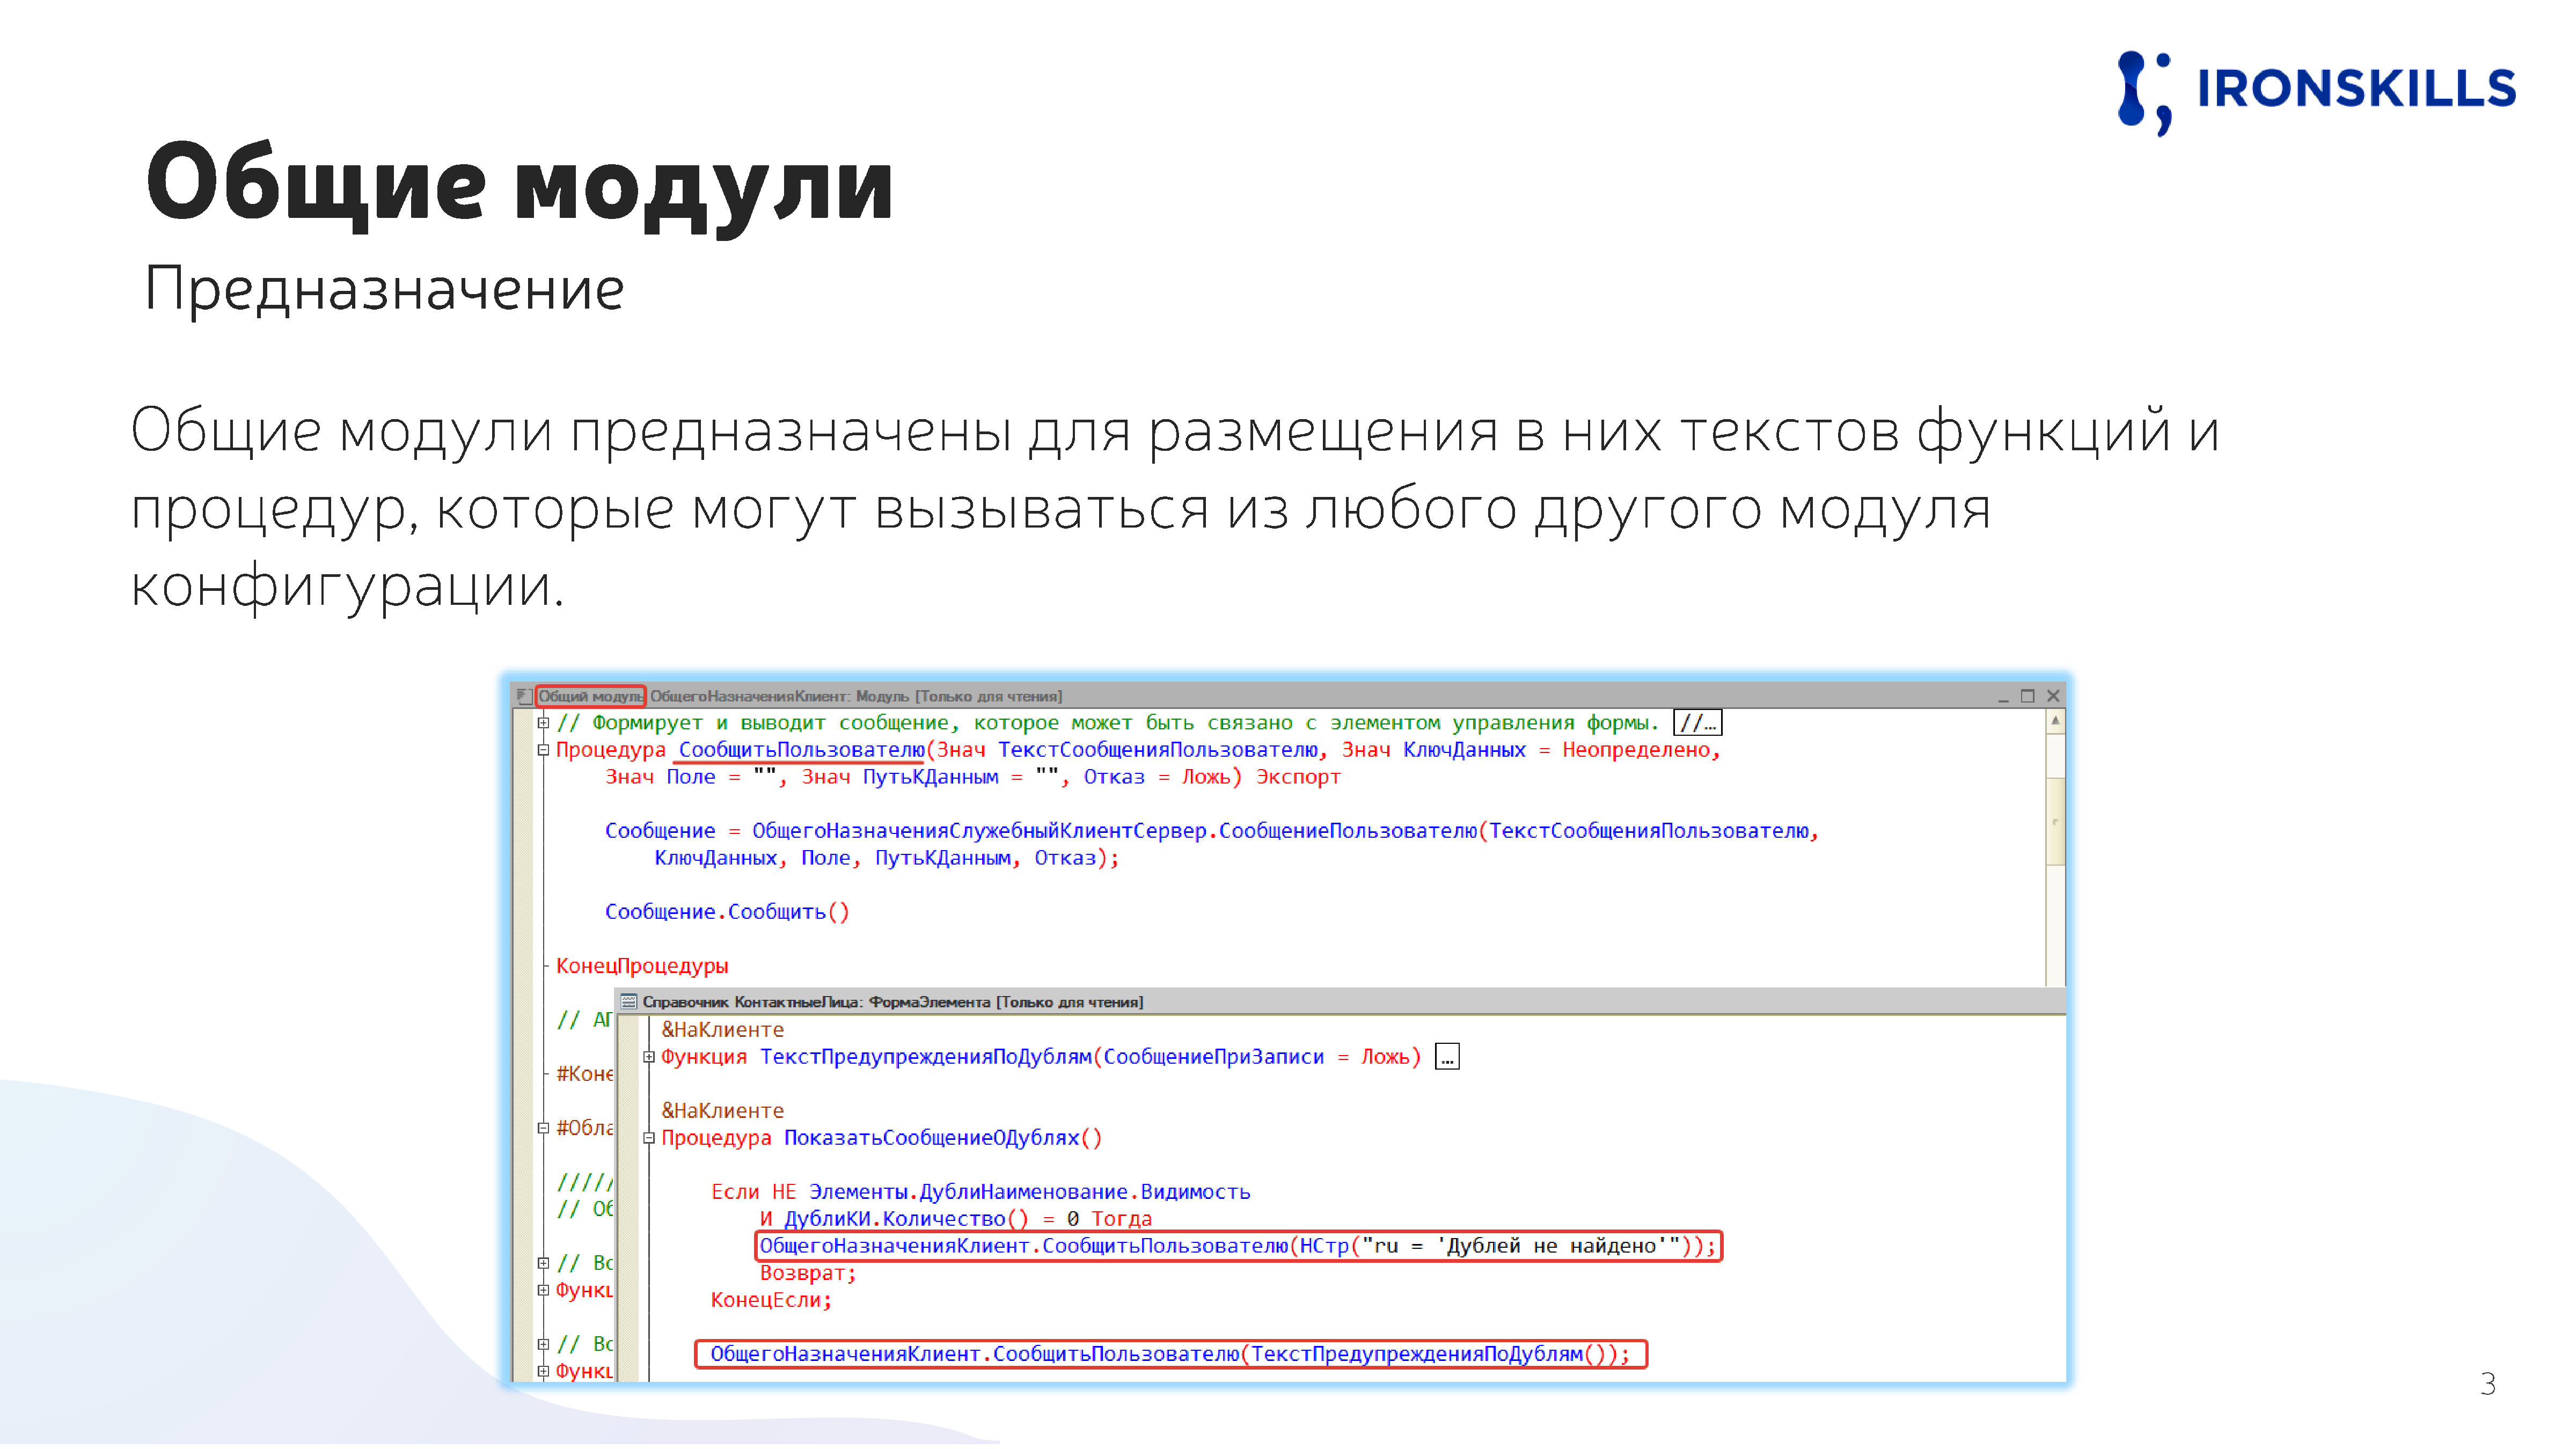 IRONSKILLS
Общие модули
Предназначение
Общие модули предназначены для размещения в них текстов функций и
процедур, которые могут вызываться из любого другого модуля
конфигурации.
Общий модуль ОбщегоНазначенияКлиент: Модуль [Только для чтения]
// Формирует и выводит сообщение, которое может быть связано с элементом управления формы. //...
Процедура СообщитьПользователю(Знач ТекстСообщенияПользователю, Знач КлючДанных = Неопределено,
Знач Поле = "", Знач ПутьКДанным = "", Отказ = Ложь) Экспорт
Сообщение = ОбщегоНазначенияСлужебныйКлиентСервер.СообщениеПользователю(ТекстСообщенияПользователю,
КлючДанных, Поле, ПутьКДанным, Отказ);
Сообщение.Сообщить()
КонецПроцедуры
// АП
#Коне
#Обла
/////
// Об
// Вс
Функц
// Вс
Функц
Справочник КонтактныеЛица: ФормаЭлемента [Только для чтения]
&НаКлиенте
Функция ТекстПредупрежденияПоДублям(СообщениеПриЗаписи = Ложь) ...
&НаКлиенте
Процедура ПоказатьСообщениеОДублях()
Если НЕ Элементы.ДублиНаименование.Видимость
И ДублиКИ.Количество() = 0 Тогда
ОбщегоНазначенияКлиент.СообщитьПользователю(НСтр("ru = 'Дублей не найдено'"));
Возврат;
КонецЕсли;
ОбщегоНазначенияКлиент.СообщитьПользователю(ТекстПредупрежденияПоДублям());
3